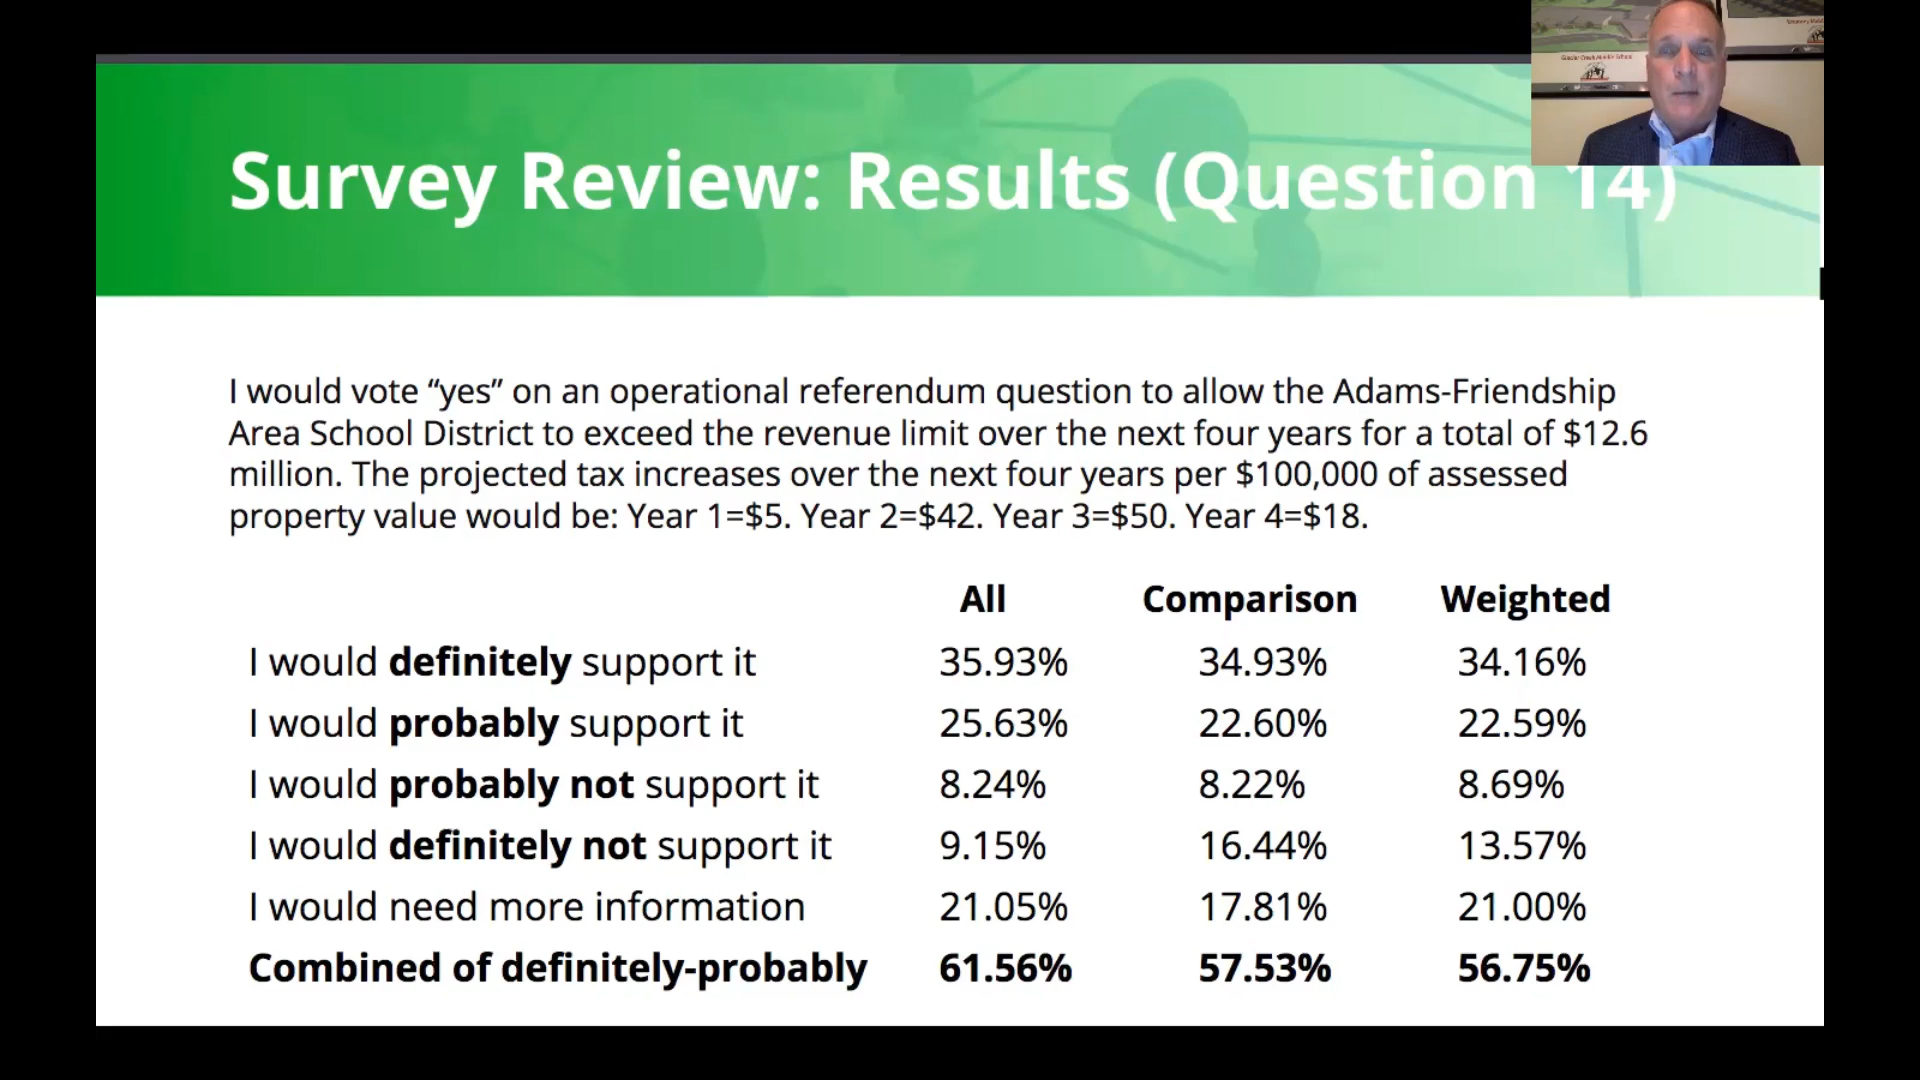 Glacier Creek Middle School
Survey Review: Results (Question 14)
I would vote “yes” on an operational referendum question to allow the Adams-Friendship
Area School District to exceed the revenue limit over the next four years for a total of $12.6
million. The projected tax increases over the next four years per $100,000 of assessed
property value would be: Year 1=$5. Year 2=$42. Year 3=$50. Year 4=$18.
All Comparison Weighted
I would definitely support it 35.93% 34.93% 34.16%
I would probably support it 25.63% 22.60% 22.59%
I would probably not support it 8.24% 8.22% 8.69%
I would definitely not support it 9.15% 16.44% 13.57%
I would need more information 21.05% 17.81% 21.00%
Combined of definitely-probably 61.56% 57.53% 56.75%